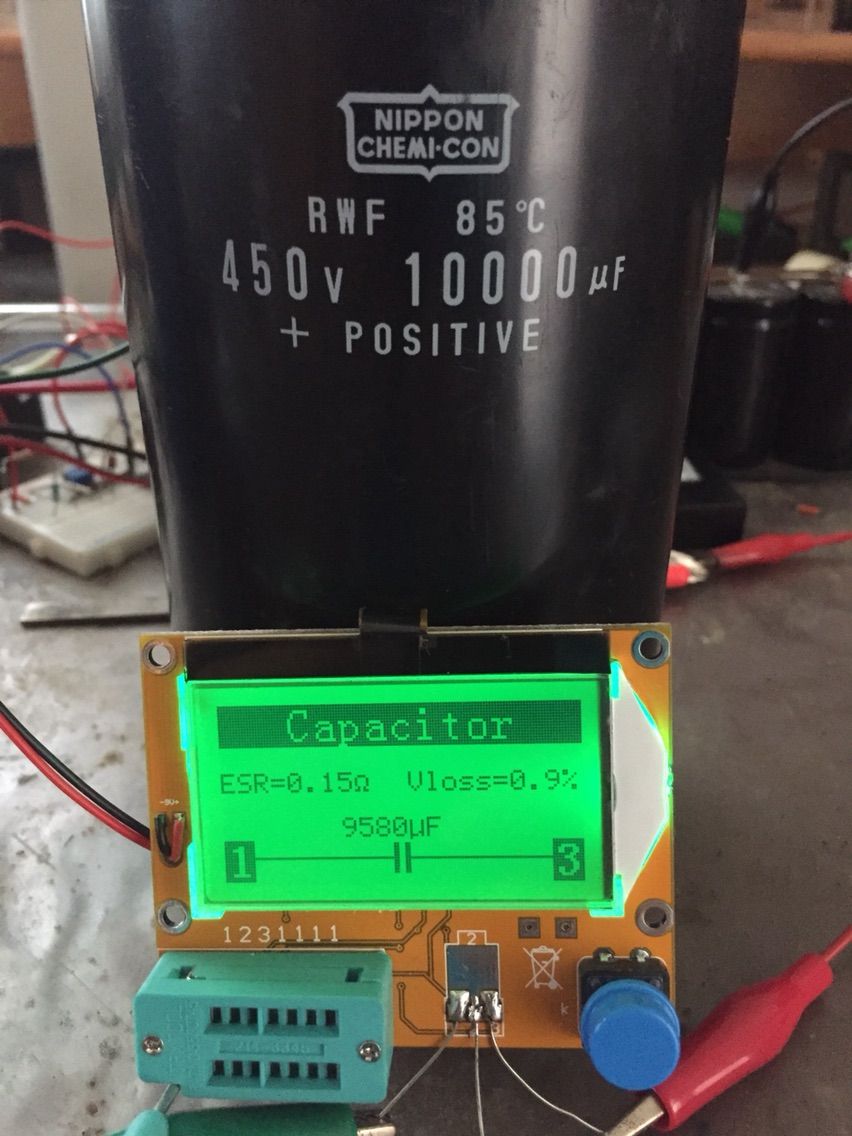 NIPPON
CHEMI-CON
RWF 85°C
450V 10000µF
+ POSITIVE
Capacitor
ESR=0.15Ω Vloss=0.9%
9580µF
1 3
-9V+
1231111
2